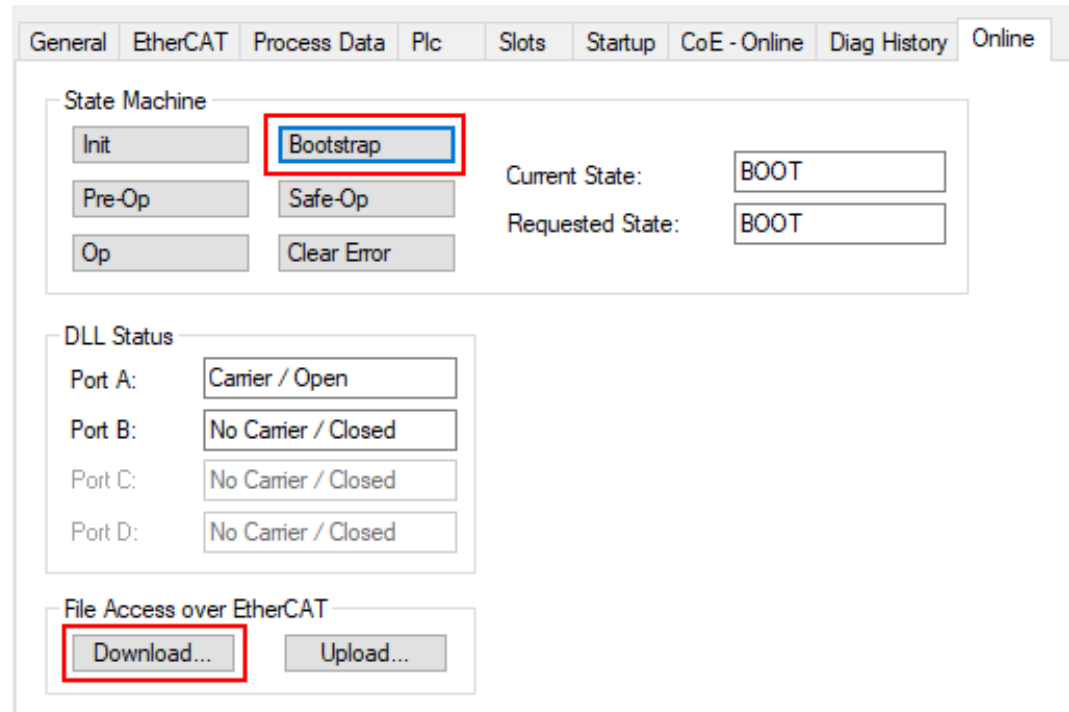 General EtherCAT Process Data Plc Slots Startup CoE - Online Diag History Online
State Machine
Init Bootstrap
Current State: BOOT
Pre-Op Safe-Op
Requested State: BOOT
Op Clear Error
DLL Status
Port A: Carrier / Open
Port B: No Carrier / Closed
Port C: No Carrier / Closed
Port D: No Carrier / Closed
File Access over EtherCAT
Download... Upload...